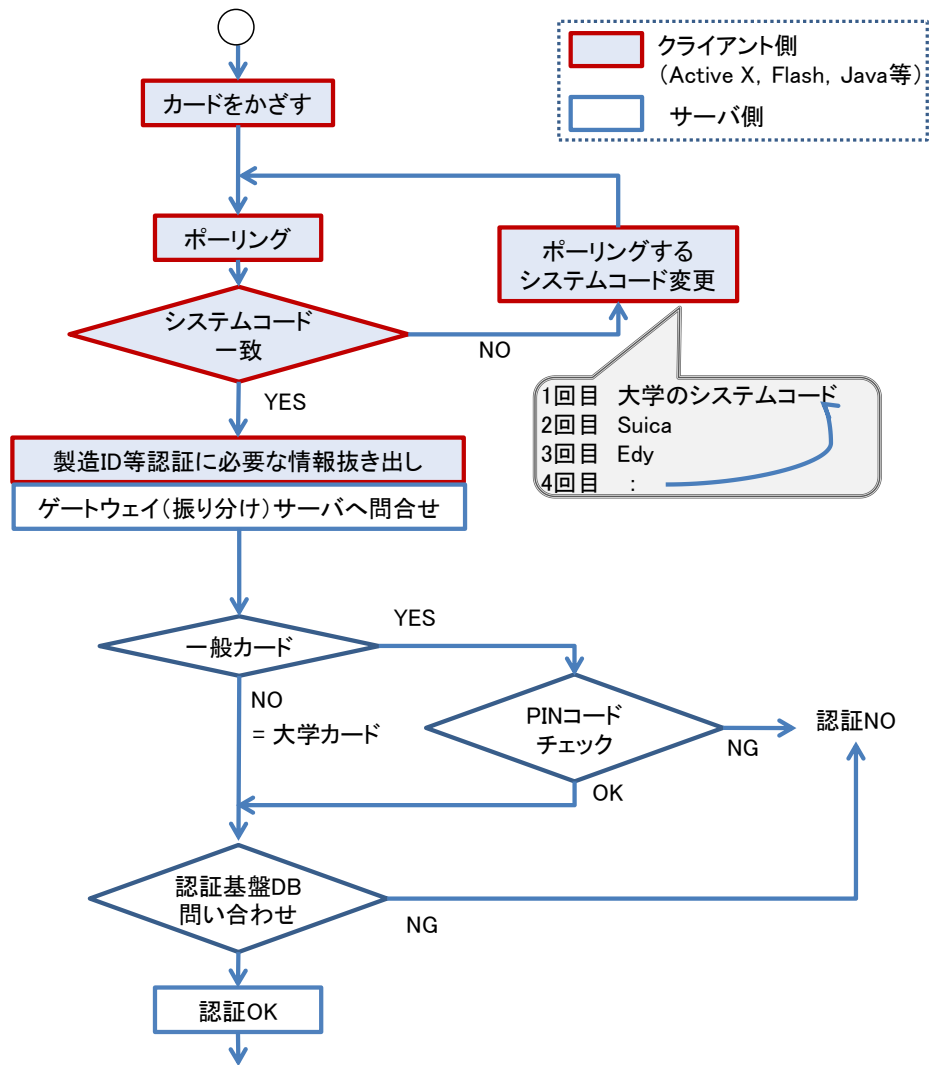 クライアント側
（Active X, Flash, Java等）
サーバ側
カードをかざす
ポーリング
ポーリングする
システムコード変更
システムコード
一致
NO
YES
1回目 大学のシステムコード
2回目 Suica
3回目 Edy
4回目 :
製造ID等認証に必要な情報抜き出し
ゲートウェイ（振り分け）サーバへ問合せ
一般カード
YES
NO
= 大学カード
PINコード
チェック
NG
認証NO
OK
認証基盤DB
問い合わせ
NG
認証OK